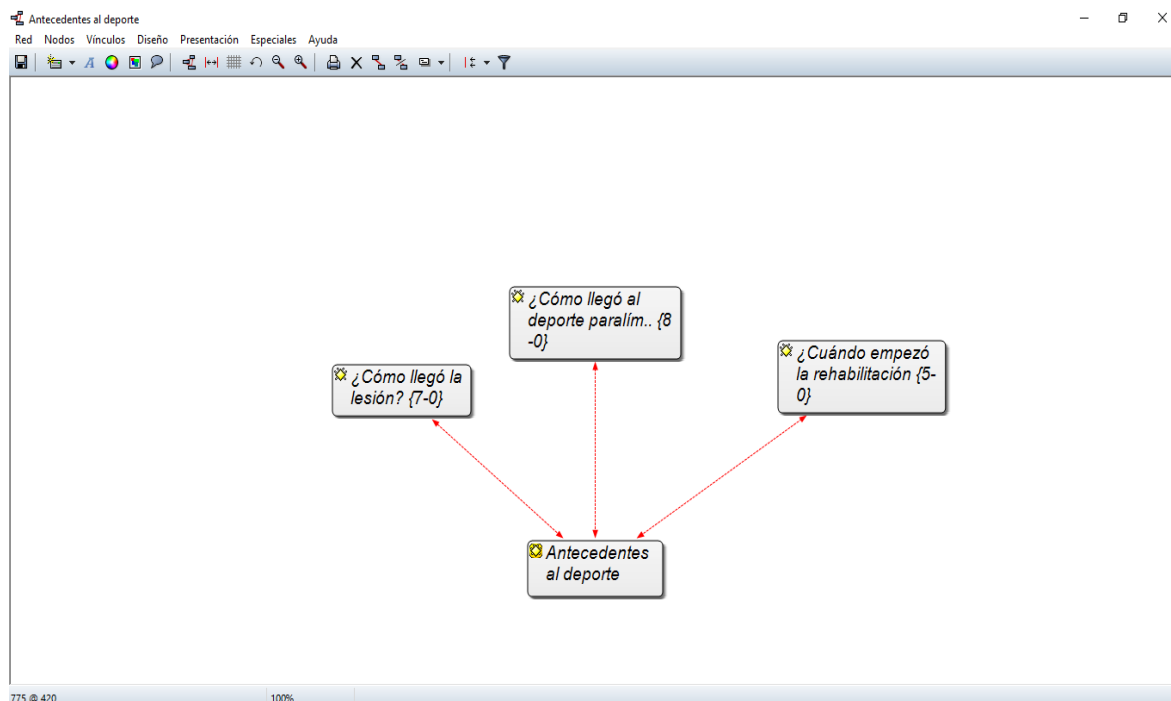 Antecedentes al deporte
Red Nodos Vínculos Diseño Presentación Especiales Ayuda
¿Cómo llegó al
deporte paralím.. {8
-0}
¿Cuándo empezó
la rehabilitación {5-
0}
¿Cómo llegó la
lesión? {7-0}
Antecedentes
al deporte
775 @ 420
100%